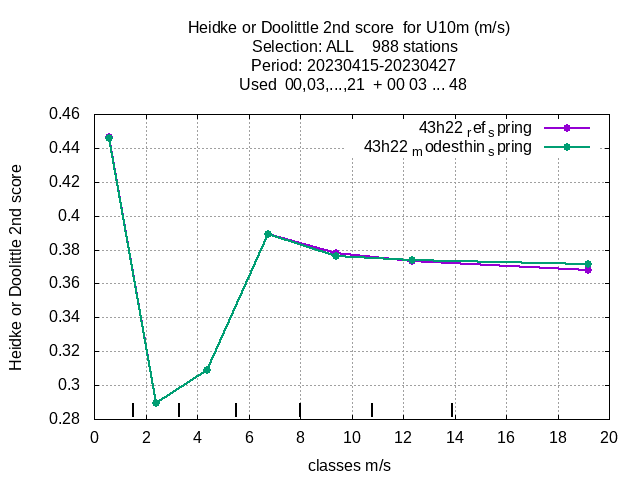 Heidke or Doolittle 2nd score  for U10m (m/s)
Selection: ALL    988 stations
Period: 20230415-20230427
Used  00,03,...,21  + 00 03 ... 48
43h22 ref spring
43h22 modesthin spring
Heidke or Doolittle 2nd score
0.46
0.44
0.42
0.4
0.38
0.36
0.34
0.32
0.3
0.28
0 2 4 6 8 10 12 14 16 18 20
classes m/s